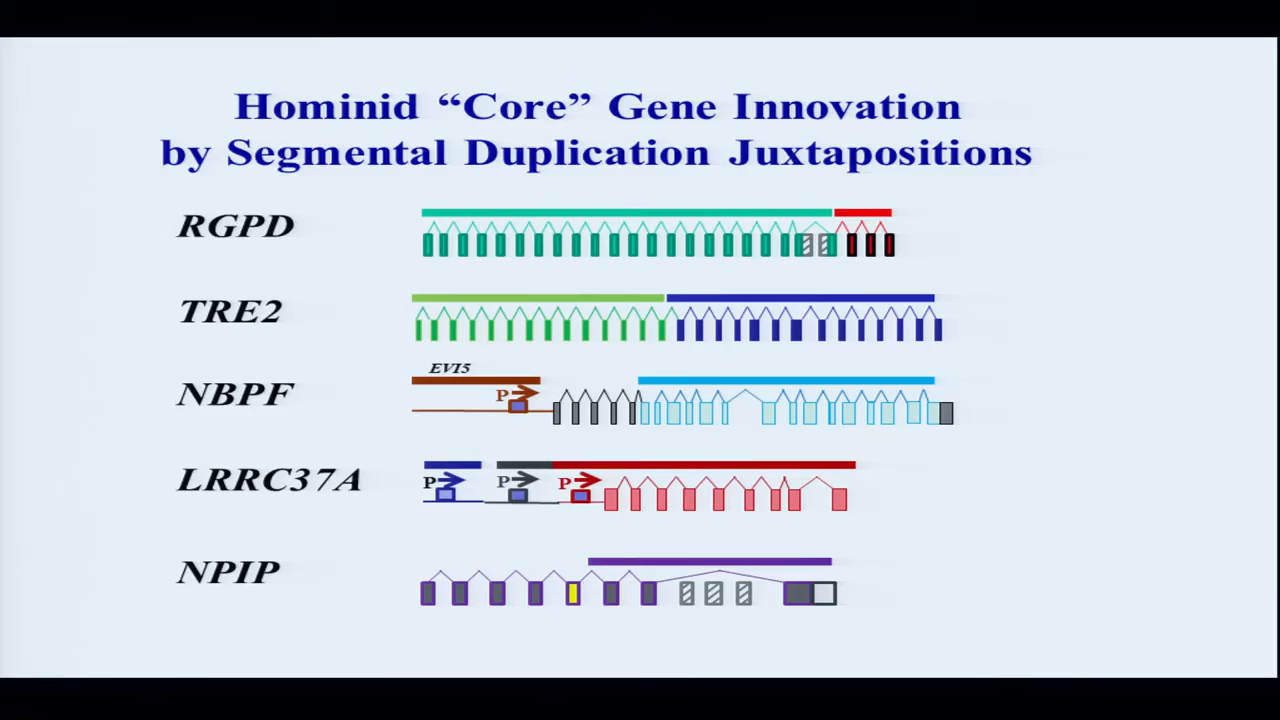 Hominid “Core” Gene Innovation
by Segmental Duplication Juxtapositions
RGPD
TRE2
EVI5
NBPF
P
LRRC37A
P P P
NPIP